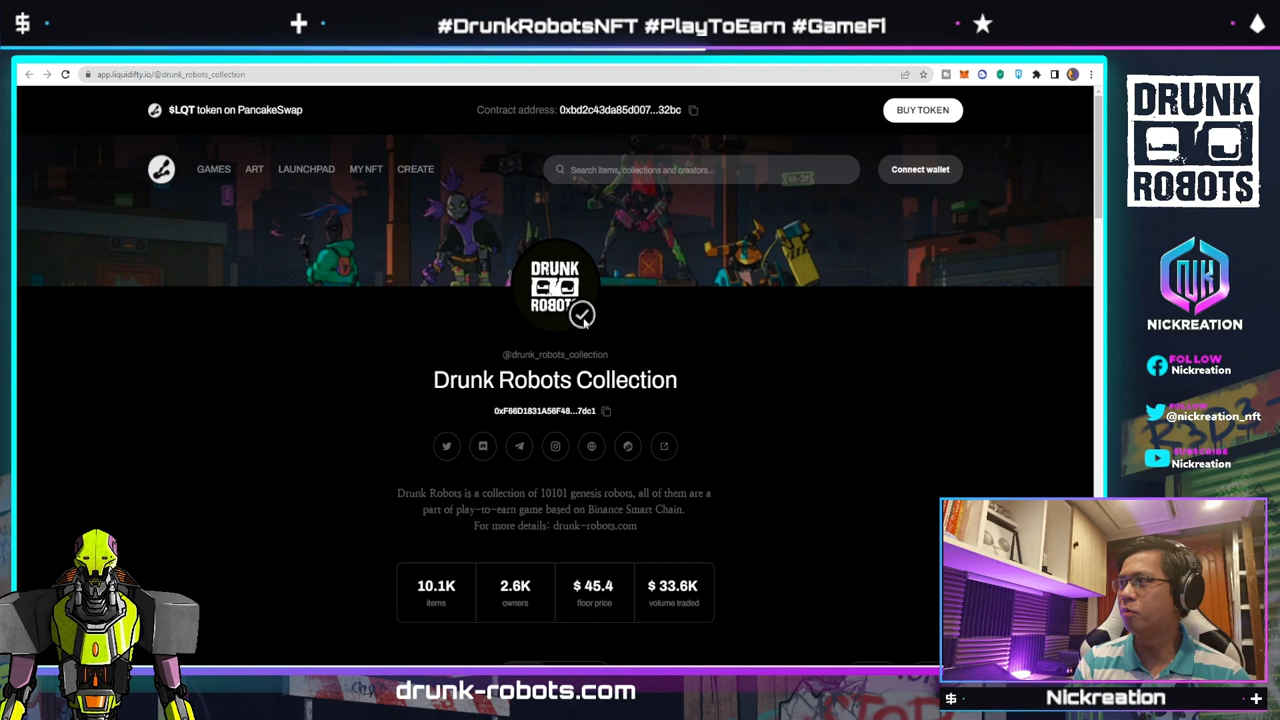 #DrunkRobotsNFT #PlayToEarn #GameFI
app.liquidifty.io/@drunk_robots_collection
$LQT token on PancakeSwap
Contract address: 0xbd2c43da85d007...32bc
BUY TOKEN
GAMES ART LAUNCHPAD MY NFT CREATE
Search items, collections and creators...
Connect wallet
DRUNK
ROBOTS
@drunk_robots_collection
Drunk Robots Collection
0xF66D1831A56F48...7dc1
Drunk Robots is a collection of 10101 genesis robots, all of them are a
part of play-to-earn game based on Binance Smart Chain.
For more details: drunk-robots.com
10.1K 2.6K $ 45.4 $ 33.6K
items owners floor price volume traded
DRUNK
ROBOTS
NK
NICKREATION
FOLLOW
Nickreation
FOLLOW
@nickreation_nft
SUBSCRIBE
Nickreation
drunk-robots.com
Nickreation